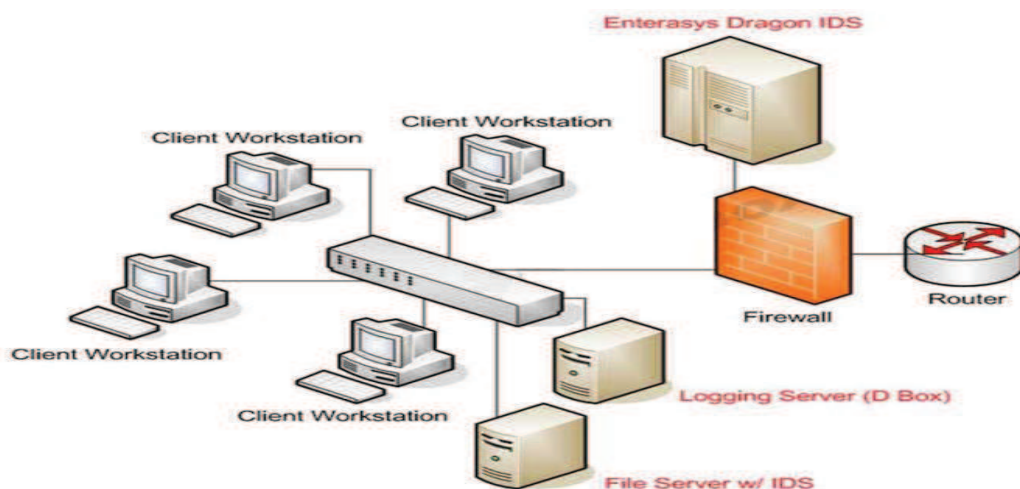 Enterasys Dragon IDS
Client Workstation
Client Workstation
Client Workstation
Client Workstation
Router
Firewall
Logging Server (D Box)
File Server w/ IDS